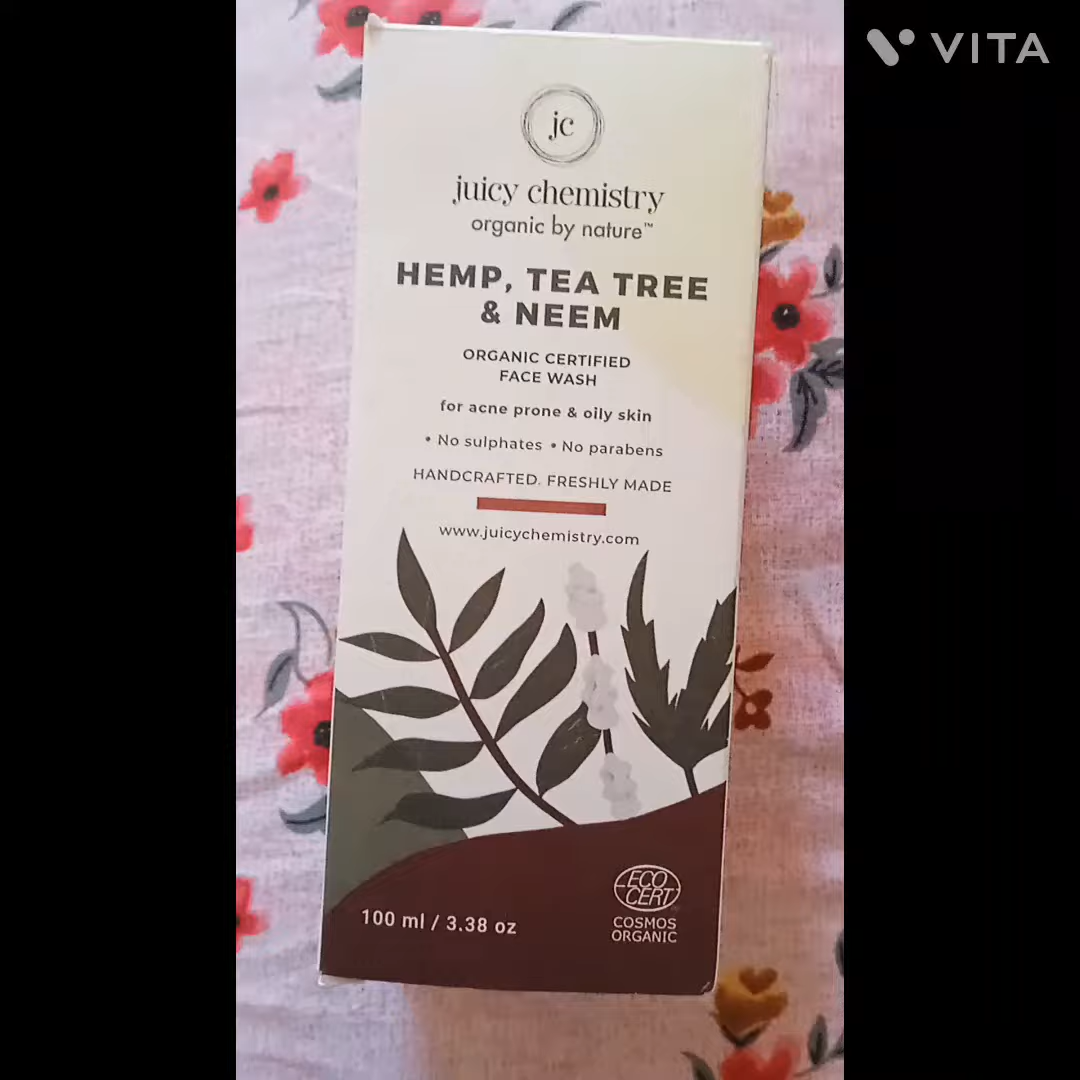 VITA
jc
juicy chemistry
organic by nature™
HEMP, TEA TREE
& NEEM
ORGANIC CERTIFIED
FACE WASH
for acne prone & oily skin
• No sulphates • No parabens
HANDCRAFTED. FRESHLY MADE
www.juicychemistry.com
100 ml / 3.38 oz
ECO
CERT
COSMOS
ORGANIC